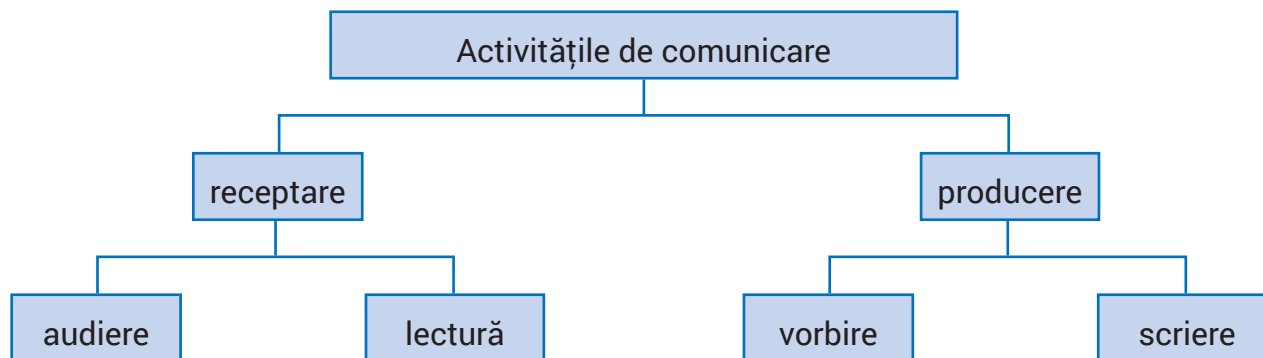 Activitățile de comunicare
receptare
producere
audiere
lectură
vorbire
scriere